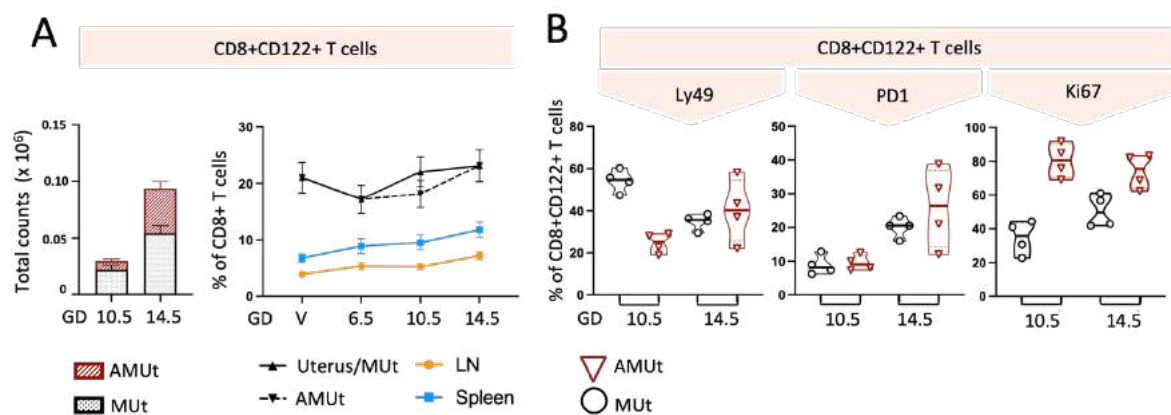 A
CD8+CD122+ T cells
Total counts (x 10⁶)
0.15
0.10
0.05
0
GD 10.5 14.5
AMUt
MUt
% of CD8+ T cells
30
20
10
0
GD V 6.5 10.5 14.5
Uterus/MUt
AMUt
LN
Spleen
B
CD8+CD122+ T cells
Ly49
PD1
Ki67
% of CD8+CD122+ T cells
80
60
40
20
0
50
40
30
20
10
0
100
80
60
40
20
0
GD 10.5 14.5
10.5 14.5
10.5 14.5
AMUt
MUt